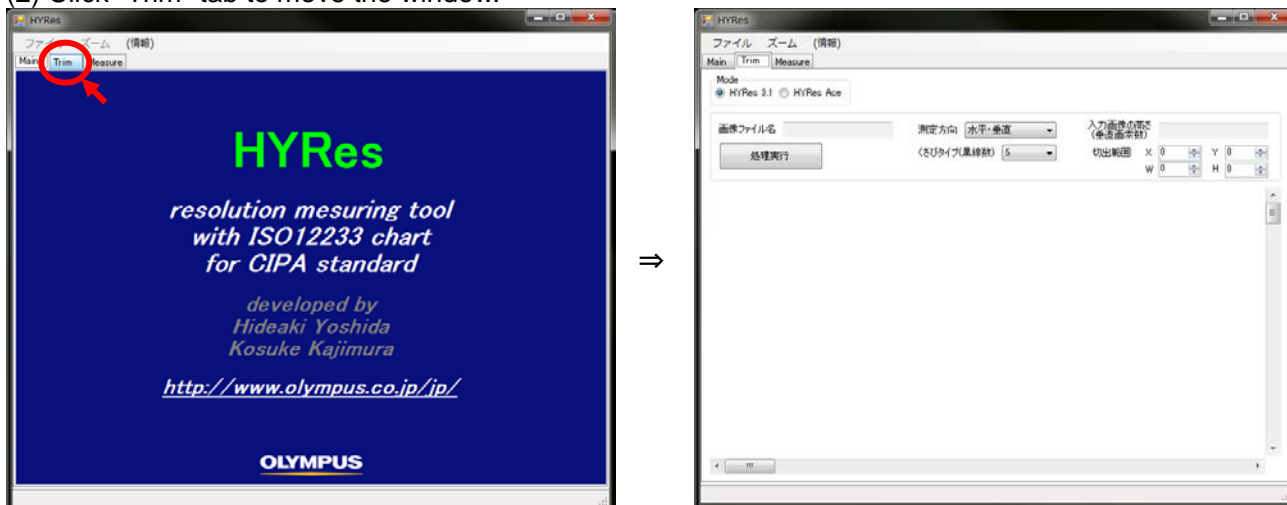 (2) Click "Trim" tab to move the window.
HYRes
ファイル ズーム (情報)
Main Trim Measure
HYRes
resolution mesuring tool
with ISO12233 chart
for CIPA standard
developed by
Hideaki Yoshida
Kosuke Kajimura
http://www.olympus.co.jp/jp/
OLYMPUS
⇒
HYRes
ファイル ズーム (情報)
Main Trim Measure
Mode
HYRes 3.1 HYRes Ace
画像ファイル名 測定方向 水平・垂直 入力画像の高さ
(垂直画素数)
処理実行 くさびタイプ(黒線数) 5 切出範囲 X 0 Y 0
W 0 H 0